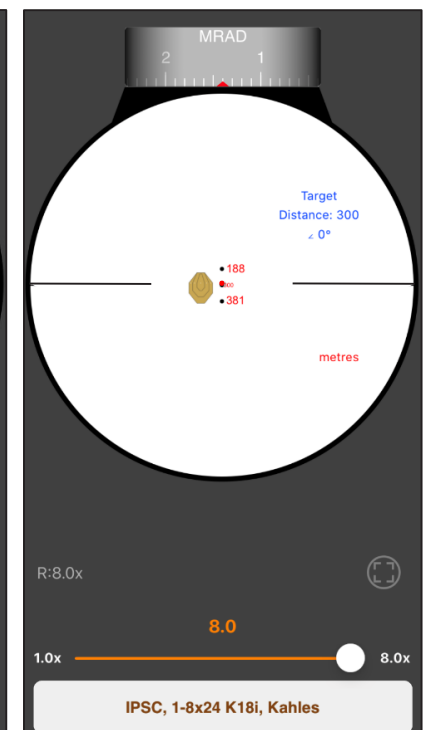 MRAD
2 1
Target
Distance: 300
∠ 0°
188
300
381
metres
R:8.0x
8.0
1.0x 8.0x
IPSC, 1-8x24 K18i, Kahles